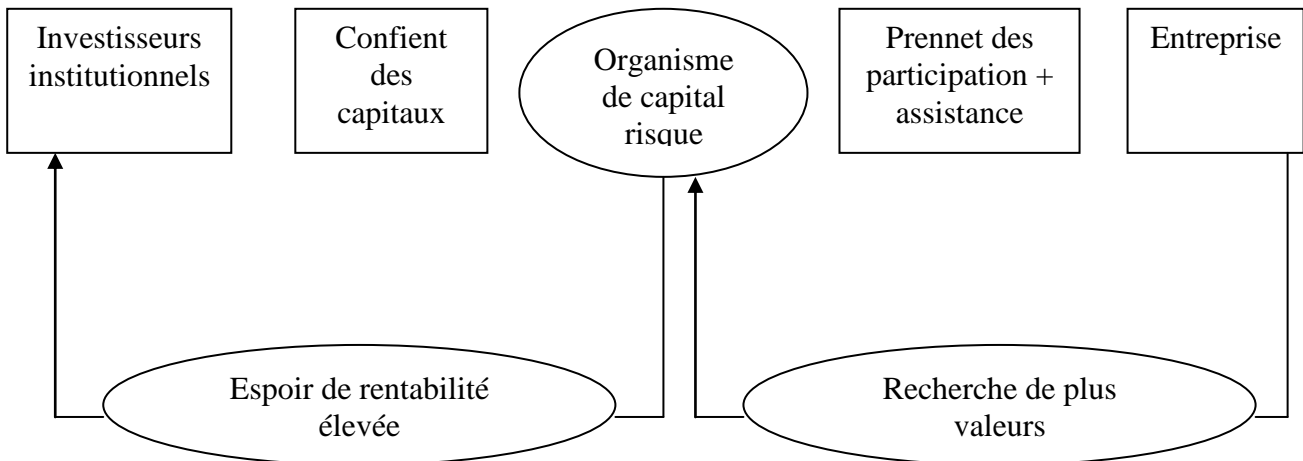 Investisseurs
institutionnels
Confient
des
capitaux
Organisme
de capital
risque
Prennet des
participation +
assistance
Entreprise
Espoir de rentabilité
élevée
Recherche de plus
valeurs